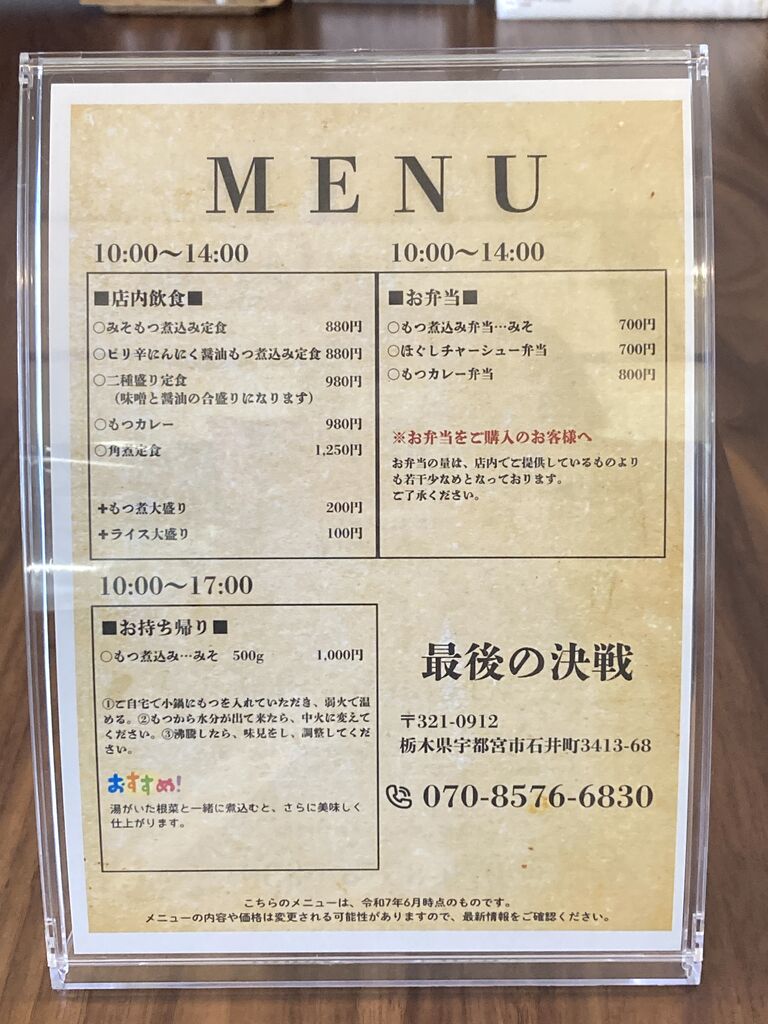 MENU
10:00〜14:00
■店内飲食■
○みそもつ煮込み定食 880円
○ピリ辛にんにく醤油もつ煮込み定食 880円
○二種盛り定食 980円
（味噌と醤油の合盛りになります）
○もつカレー 980円
○角煮定食 1,250円
+もつ煮大盛り 200円
+ライス大盛り 100円
10:00〜14:00
■お弁当■
○もつ煮込み弁当…みそ 700円
○ほぐしチャーシュー弁当 700円
○もつカレー弁当 800円
※お弁当をご購入のお客様へ
お弁当の量は、店内でご提供しているものより
も若干少なめとなっております。
ご了承ください。
10:00〜17:00
■お持ち帰り■
○もつ煮込み…みそ 500g 1,000円
①ご自宅で小鍋にもつを入れていただき、弱火で温
める。②もつから水分が出て来たら、中火に変えて
ください。③沸騰したら、味見をし、調整してくだ
さい。
おすすめ!
湯がいた根菜と一緒に煮込むと、さらに美味しく
仕上がります。
最後の決戦
〒321-0912
栃木県宇都宮市石井町3413-68
070-8576-6830
こちらのメニューは、令和7年6月時点のものです。
メニューの内容や価格は変更される可能性がありますので、最新情報をご確認ください。